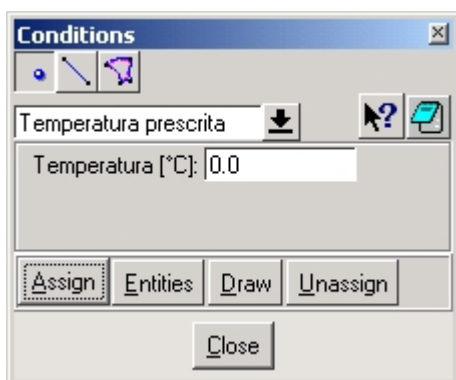 Conditions
Temperatura prescrita
Temperatura [°C]: 0.0
Assign Entities Draw Unassign
Close